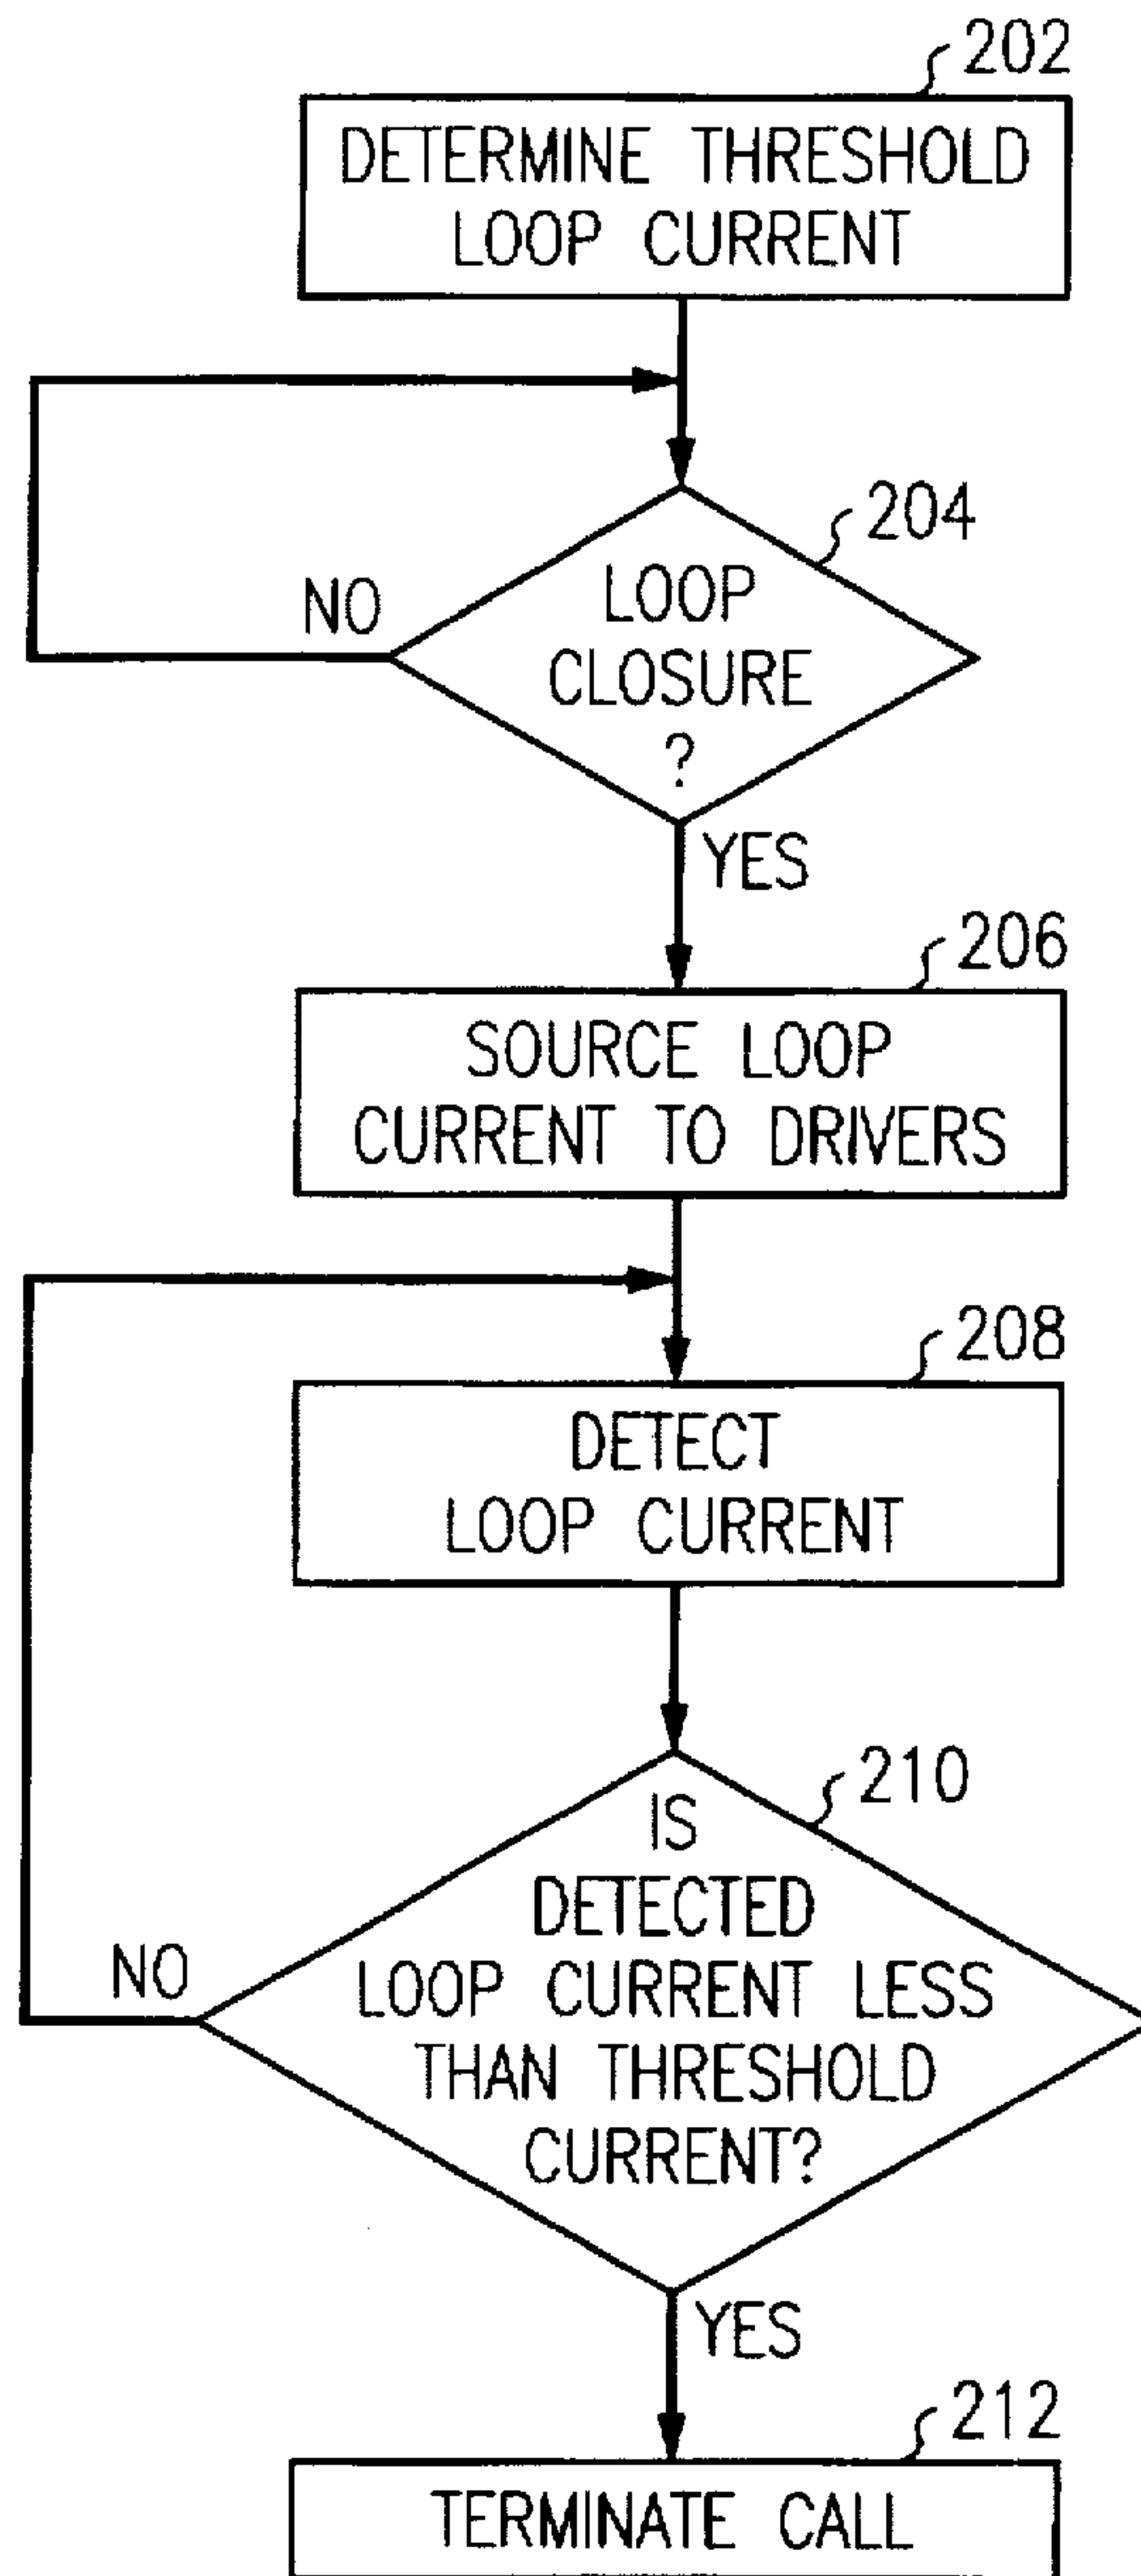 202
DETERMINE THRESHOLD
LOOP CURRENT
204
LOOP
CLOSURE
?
NO
YES
206
SOURCE LOOP
CURRENT TO DRIVERS
208
DETECT
LOOP CURRENT
210
IS
DETECTED
LOOP CURRENT LESS
THAN THRESHOLD
CURRENT?
NO
YES
212
TERMINATE CALL